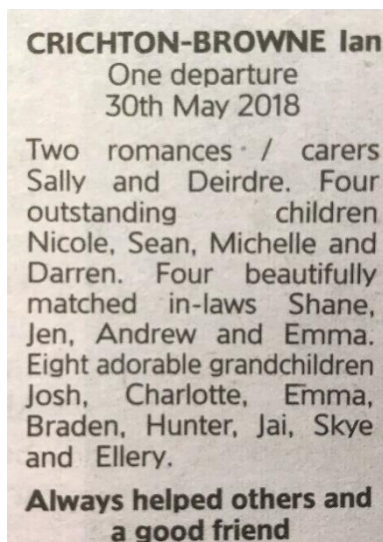 CRICHTON-BROWNE Ian
One departure
30th May 2018
Two romances / carers
Sally and Deirdre. Four
outstanding children
Nicole, Sean, Michelle and
Darren. Four beautifully
matched in-laws Shane,
Jen, Andrew and Emma.
Eight adorable grandchildren
Josh, Charlotte, Emma,
Braden, Hunter, Jai, Skye
and Ellery.
Always helped others and
a good friend